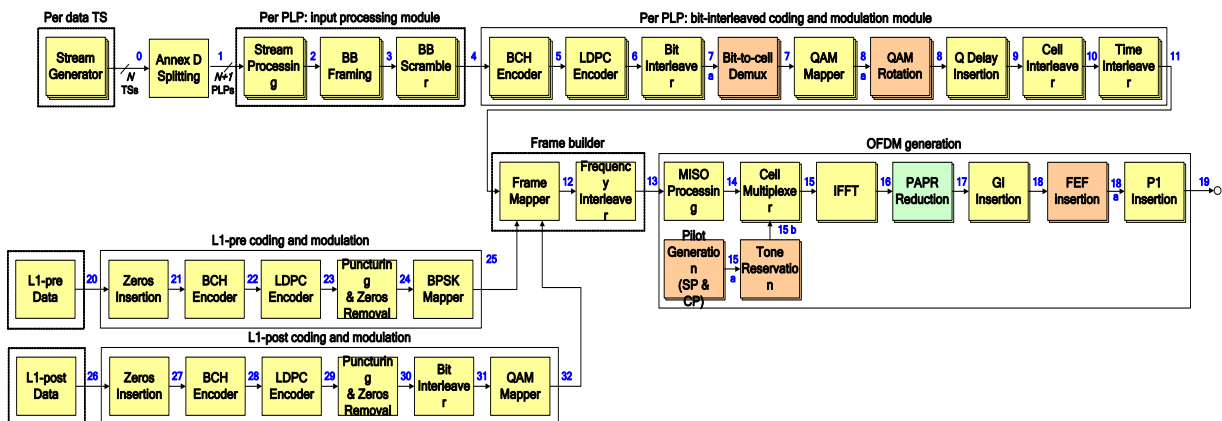 Per data TS
Per PLP: input processing module
Per PLP: bit-interleaved coding and modulation module
Stream
Generator
0
N
TSs
Annex D
Splitting
1
N+1
PLPs
Stream
Processin
g
2
BB
Framing
3
BB
Scramble
r
4
BCH
Encoder
5
LDPC
Encoder
6
Bit
Interleave
r
7
a
Bit-to-cell
Demux
7
QAM
Mapper
8
a
QAM
Rotation
8
Q Delay
Insertion
9
Cell
Interleave
r
10
Time
Interleave
r
11
Frame builder
OFDM generation
Frame
Mapper
12
Frequenc
y
Interleave
r
13
MISO
Processin
g
14
Cell
Multiplexe
r
15
IFFT
16
PAPR
Reduction
17
GI
Insertion
18
FEF
Insertion
18
a
P1
Insertion
19
15 b
Pilot
Generatio
n
(SP &
CP)
15
a
Tone
Reservatio
n
L1-pre coding and modulation
L1-pre
Data
20
Zeros
Insertion
21
BCH
Encoder
22
LDPC
Encoder
23
Puncturin
g
& Zeros
Removal
24
BPSK
Mapper
25
L1-post coding and modulation
L1-post
Data
26
Zeros
Insertion
27
BCH
Encoder
28
LDPC
Encoder
29
Puncturin
g
& Zeros
Removal
30
Bit
Interleave
r
31
QAM
Mapper
32